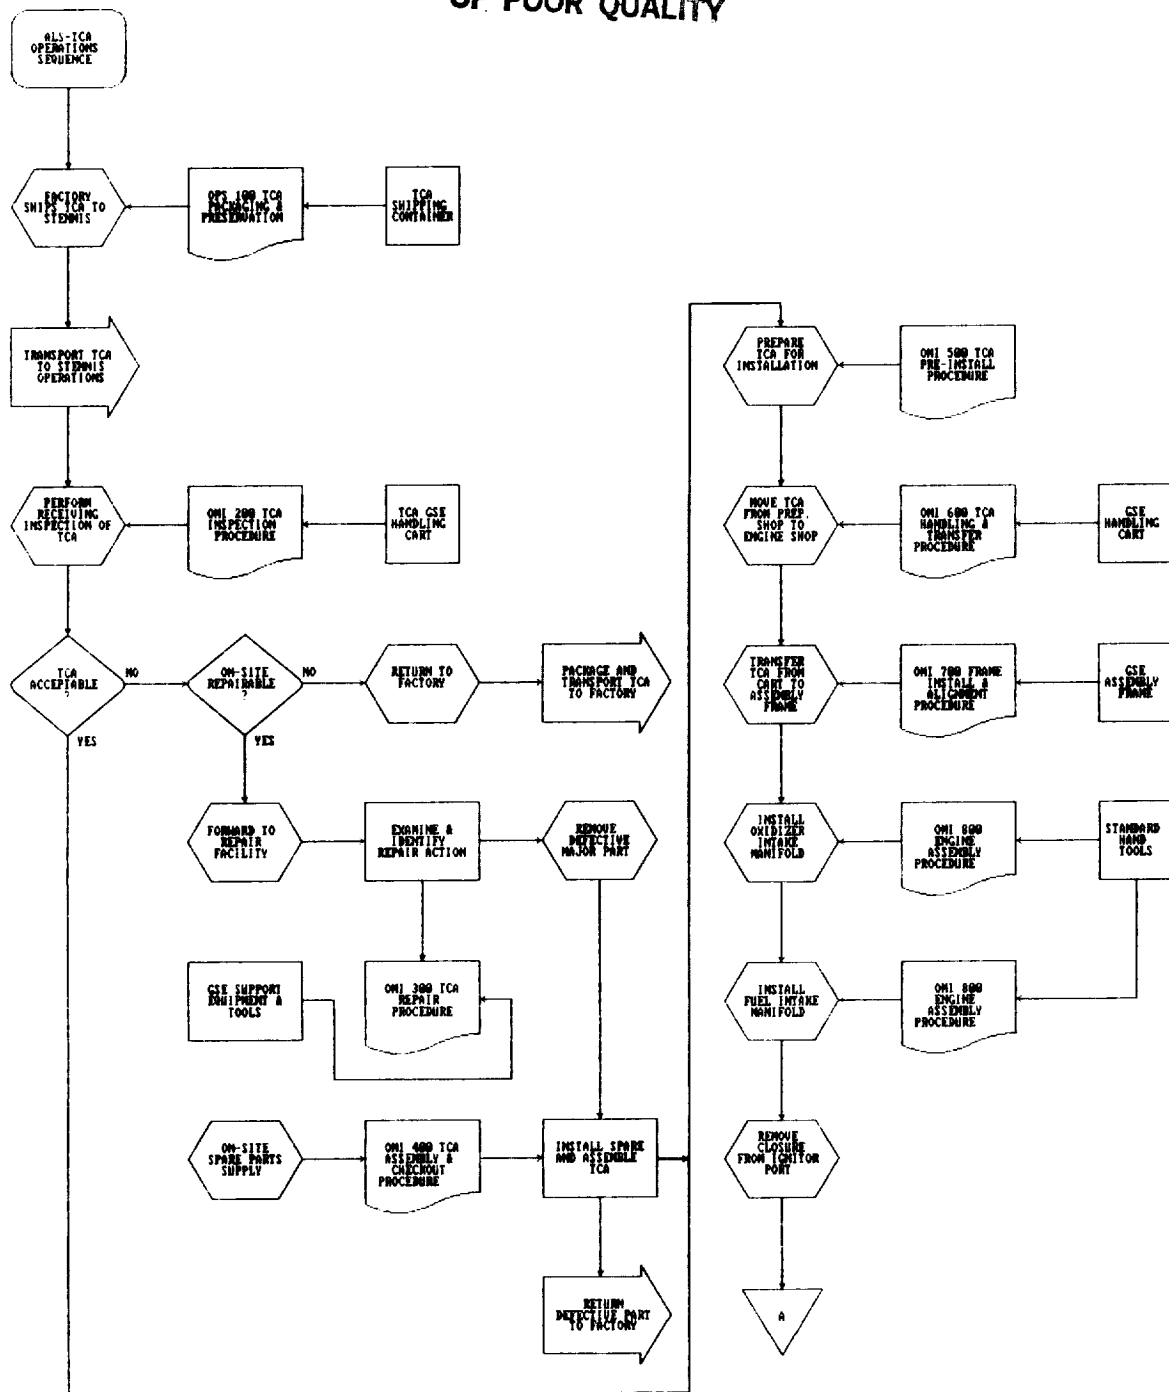 OF POOR QUALITY
ALS-TCA
OPERATIONS
SEQUENCE
FACTORY
SHIPS TCA TO
STENNIS
OPS 100 TCA
PACKAGING &
PRESERVATION
TCA
SHIPPING
CONTAINER
TRANSPORT TCA
TO STENNIS
OPERATIONS
PERFORM
RECEIVING
INSPECTION OF
TCA
OMI 200 TCA
INSPECTION
PROCEDURE
TCA GSE
HANDLING
CART
TCA
ACCEPTABLE
?
NO
YES
ON-SITE
REPAIRABLE
?
NO
YES
RETURN TO
FACTORY
PACKAGE AND
TRANSPORT TCA
TO FACTORY
FORWARD TO
REPAIR
FACILITY
EXAMINE &
IDENTIFY
REPAIR ACTION
REMOVE
DEFECTIVE
MAJOR PART
GSE SUPPORT
EQUIPMENT &
TOOLS
OMI 300 TCA
REPAIR
PROCEDURE
ON-SITE
SPARE PARTS
SUPPLY
OMI 400 TCA
ASSEMBLY &
CHECKOUT
PROCEDURE
INSTALL SPARE
AND ASSEMBLE
TCA
RETURN
DEFECTIVE PART
TO FACTORY
PREPARE
TCA FOR
INSTALLATION
OMI 500 TCA
PRE-INSTALL
PROCEDURE
MOVE TCA
FROM PREP.
SHOP TO
ENGINE SHOP
OMI 600 TCA
HANDLING &
TRANSFER
PROCEDURE
GSE
HANDLING
CART
TRANSFER
TCA FROM
CART TO
ASSEMBLY
FRAME
OMI 700 FRAME
INSTALL &
ALIGNMENT
PROCEDURE
GSE
ASSEMBLY
FRAME
INSTALL
OXIDIZER
INTAKE
MANIFOLD
OMI 800
ENGINE
ASSEMBLY
PROCEDURE
STANDARD
HAND
TOOLS
INSTALL
FUEL INTAKE
MANIFOLD
OMI 800
ENGINE
ASSEMBLY
PROCEDURE
REMOVE
CLOSURE
FROM IGNITOR
PORT
A